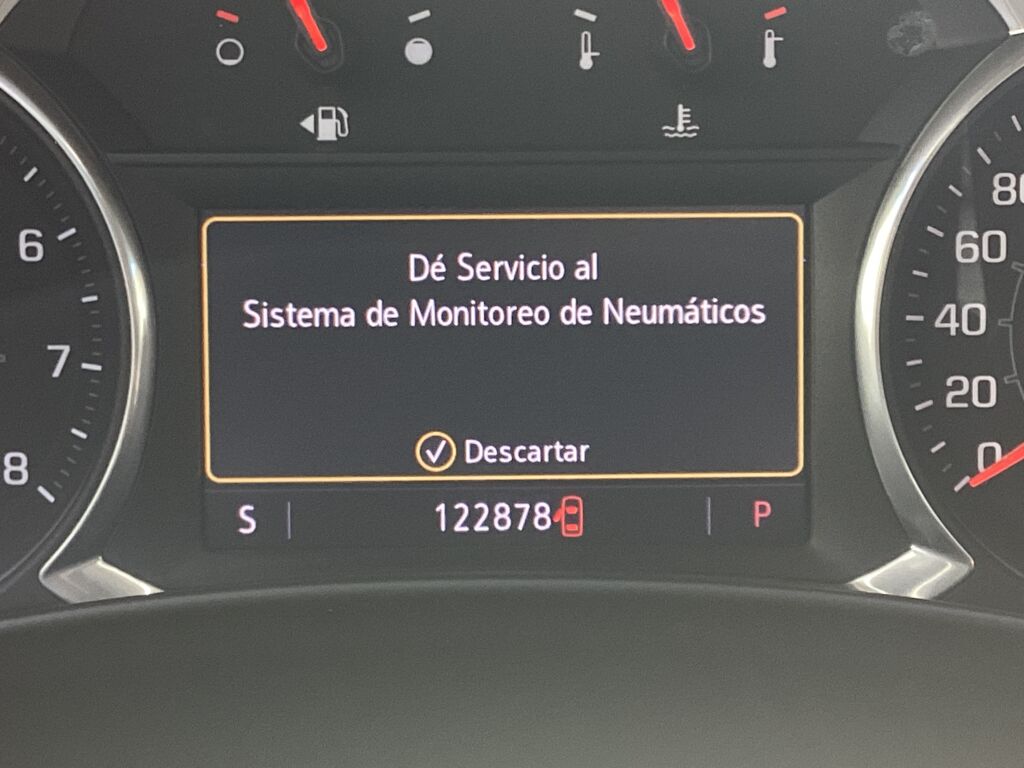 6
7
8
Dé Servicio al
Sistema de Monitoreo de Neumáticos
Descartar
S 122878 P
80
60
40
20
0